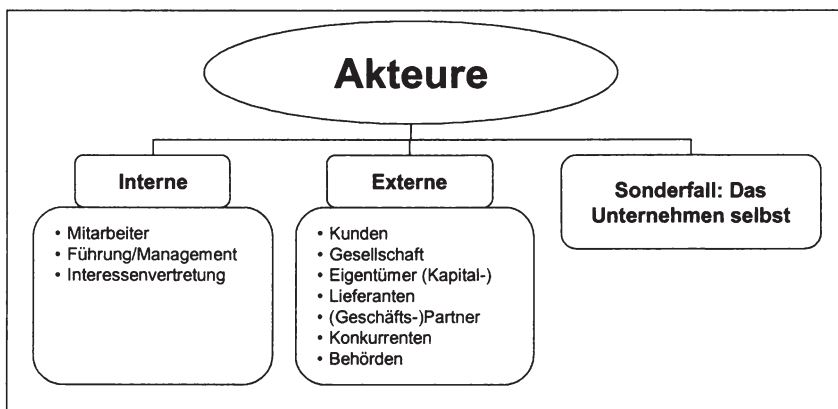 Akteure
Interne
• Mitarbeiter
• Führung/Management
• Interessenvertretung
Externe
• Kunden
• Gesellschaft
• Eigentümer (Kapital-)
• Lieferanten
• (Geschäfts-)Partner
• Konkurrenten
• Behörden
Sonderfall: Das
Unternehmen selbst